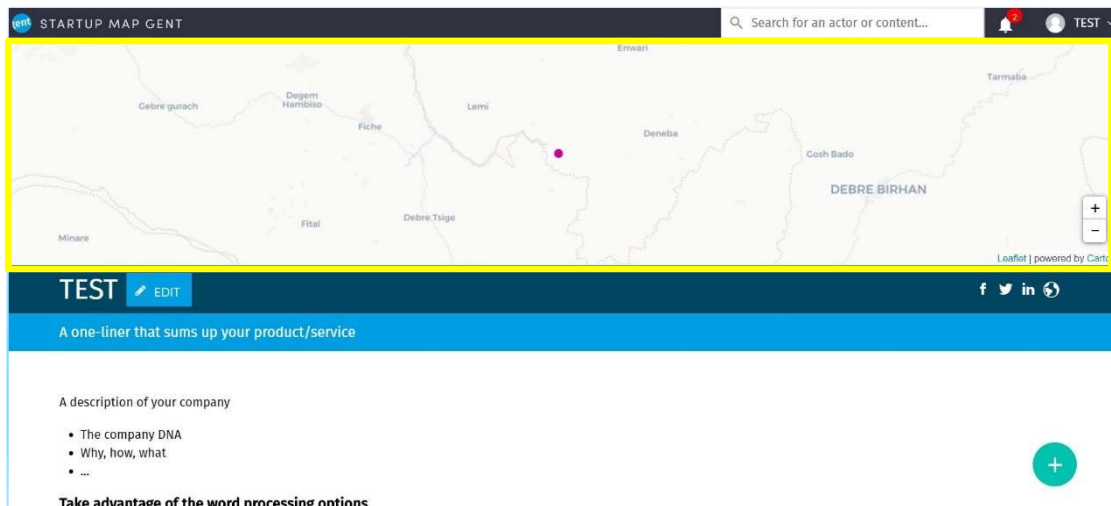 gent STARTUP MAP GENT Search for an actor or content... 2 TEST
Enwari
Tarmaba
Gebre gurach Degem Hambiso Lemi
Fiche Deneba
Gosh Bado
DEBRE BIRHAN
Fital Debre Tsige +
Minare −
Leaflet | powered by Carto
TEST EDIT f in
A one-liner that sums up your product/service
A description of your company
• The company DNA
• Why, how, what
• ...
+
Take advantage of the word processing options